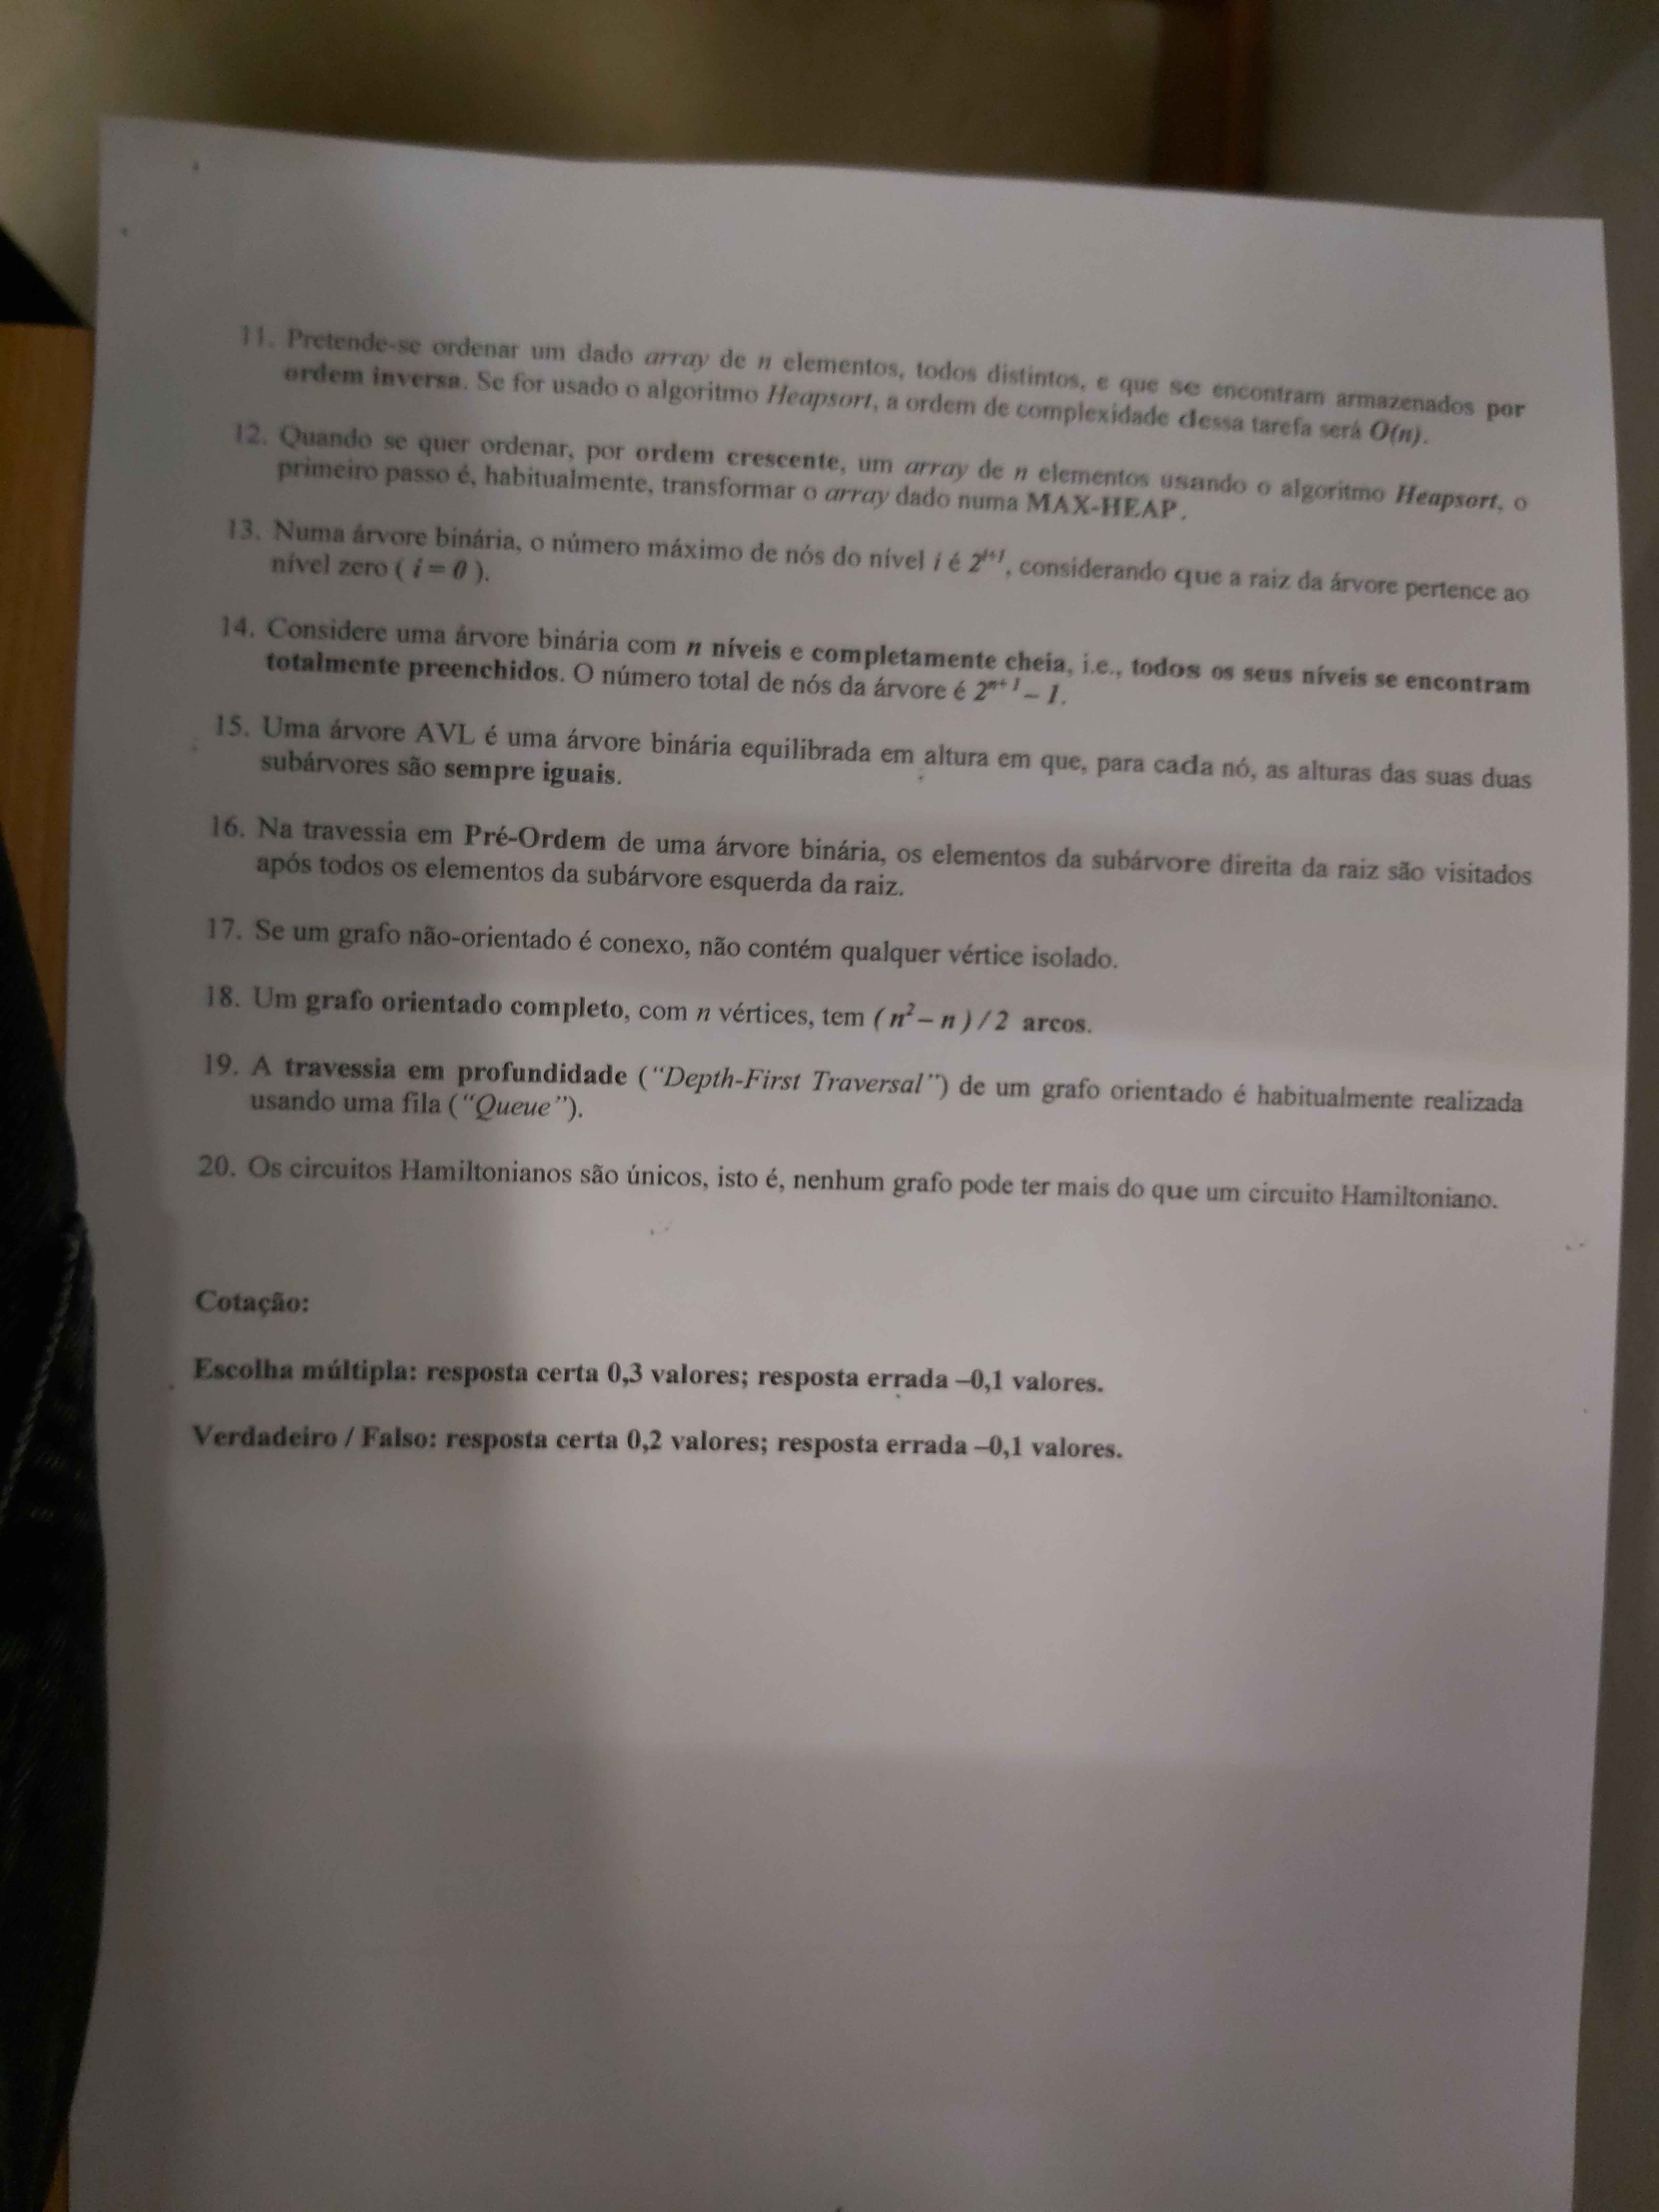 11. Pretende-se ordenar um dado array de n elementos, todos distintos, e que se encontram armazenados por
ordem inversa. Se for usado o algoritmo Heapsort, a ordem de complexidade dessa tarefa será O(n).
12. Quando se quer ordenar, por ordem crescente, um array de n elementos usando o algoritmo Heapsort, o
primeiro passo é, habitualmente, transformar o array dado numa MAX-HEAP.
13. Numa árvore binária, o número máximo de nós do nível i é 2^{i+1}, considerando que a raiz da árvore pertence ao
nível zero ( i = 0 ).
14. Considere uma árvore binária com n níveis e completamente cheia, i.e., todos os seus níveis se encontram
totalmente preenchidos. O número total de nós da árvore é 2^{n+1} – 1.
15. Uma árvore AVL é uma árvore binária equilibrada em altura em que, para cada nó, as alturas das suas duas
subárvores são sempre iguais.
16. Na travessia em Pré-Ordem de uma árvore binária, os elementos da subárvore direita da raiz são visitados
após todos os elementos da subárvore esquerda da raiz.
17. Se um grafo não-orientado é conexo, não contém qualquer vértice isolado.
18. Um grafo orientado completo, com n vértices, tem ( n² – n ) / 2 arcos.
19. A travessia em profundidade (“Depth-First Traversal”) de um grafo orientado é habitualmente realizada
usando uma fila (“Queue”).
20. Os circuitos Hamiltonianos são únicos, isto é, nenhum grafo pode ter mais do que um circuito Hamiltoniano.
Cotação:
Escolha múltipla: resposta certa 0,3 valores; resposta errada –0,1 valores.
Verdadeiro / Falso: resposta certa 0,2 valores; resposta errada –0,1 valores.